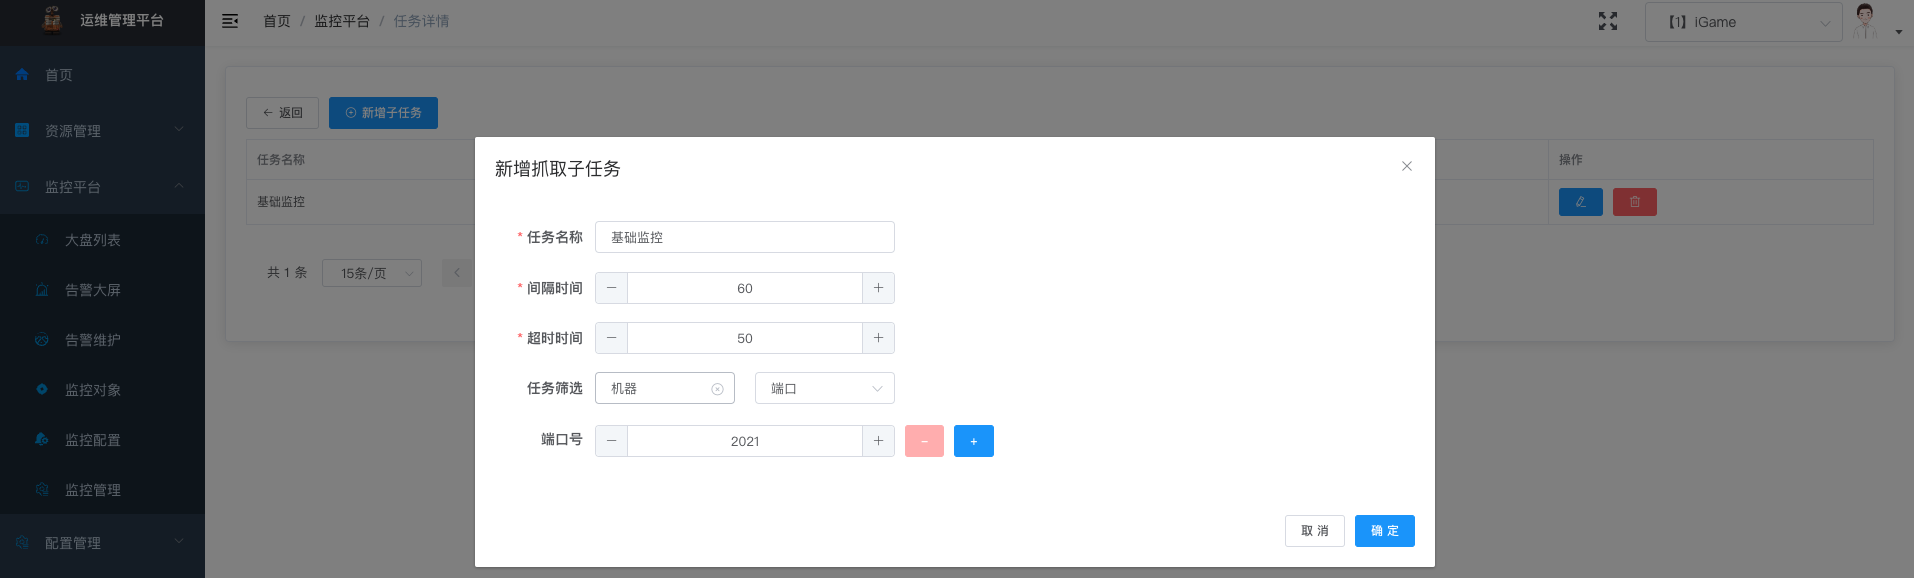 运维管理平台
首页 / 监控平台 / 任务详情
【1】iGame
首页
资源管理
监控平台
大盘列表
告警大屏
告警维护
监控对象
监控配置
监控管理
配置管理
返回
新增子任务
任务名称
操作
基础监控
共 1 条
15条/页
新增抓取子任务
* 任务名称 基础监控
* 间隔时间 60
* 超时时间 50
任务筛选 机器 端口
端口号 2021
取 消
确 定